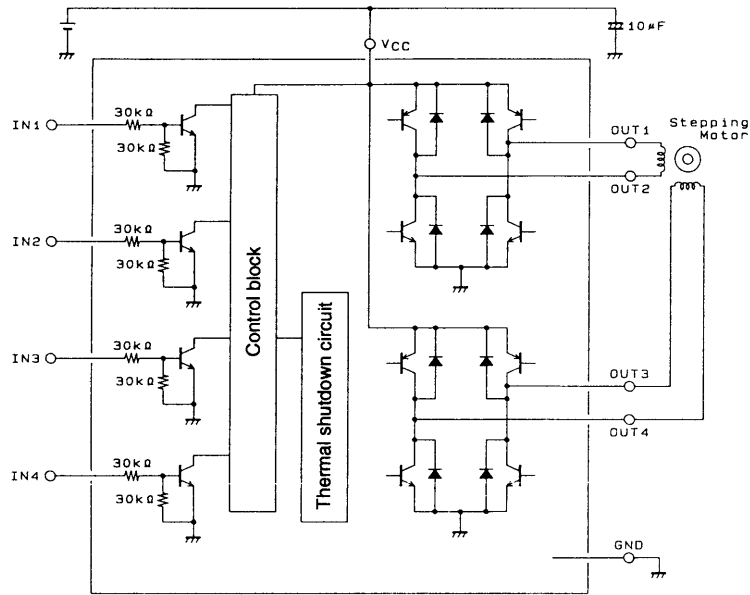 10µF
VCC
IN1
30kΩ
30kΩ
OUT1
Stepping
Motor
OUT2
IN2
30kΩ
30kΩ
Control block
Thermal shutdown circuit
IN3
30kΩ
30kΩ
OUT3
OUT4
IN4
30kΩ
30kΩ
GND